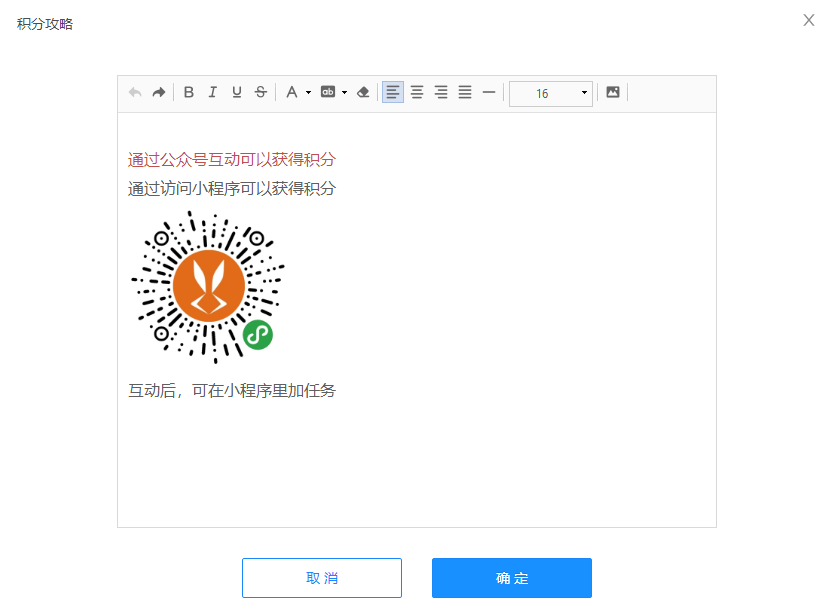 积分攻略
X
B I U S A ab 16
通过公众号互动可以获得积分
通过访问小程序可以获得积分
互动后，可在小程序里加任务
取 消
确 定